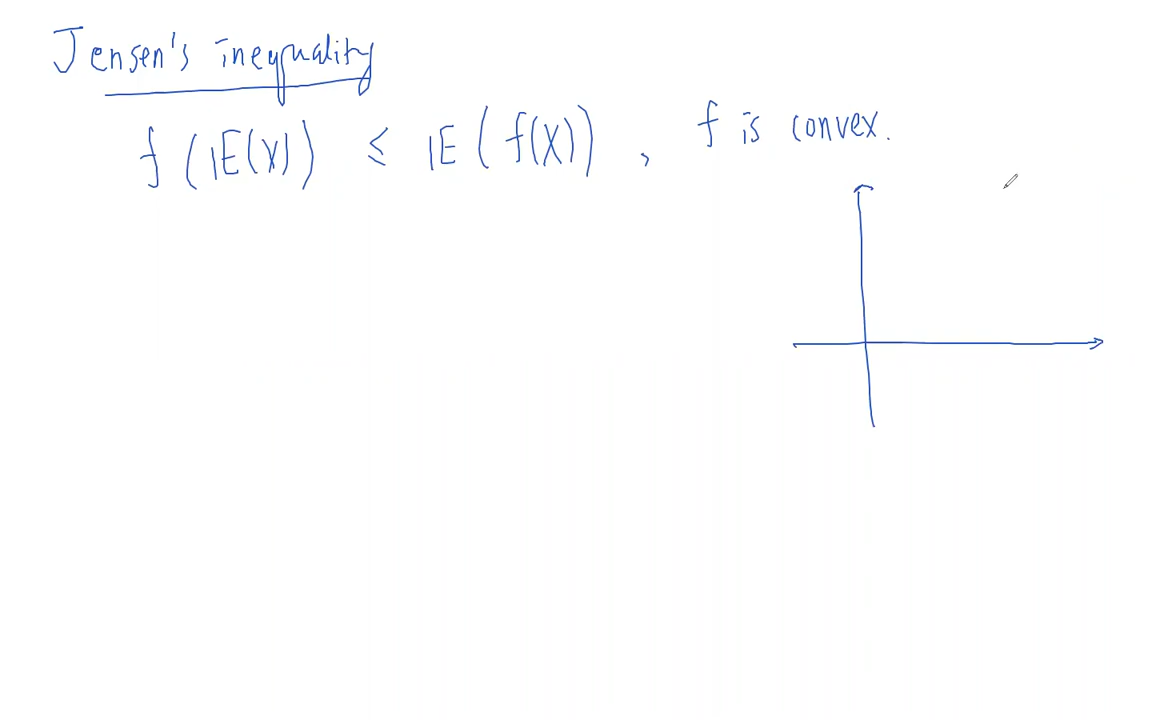 Jensen's inequality
f (𝔼(X)) ≤ 𝔼 ( f(X)) , f is convex.